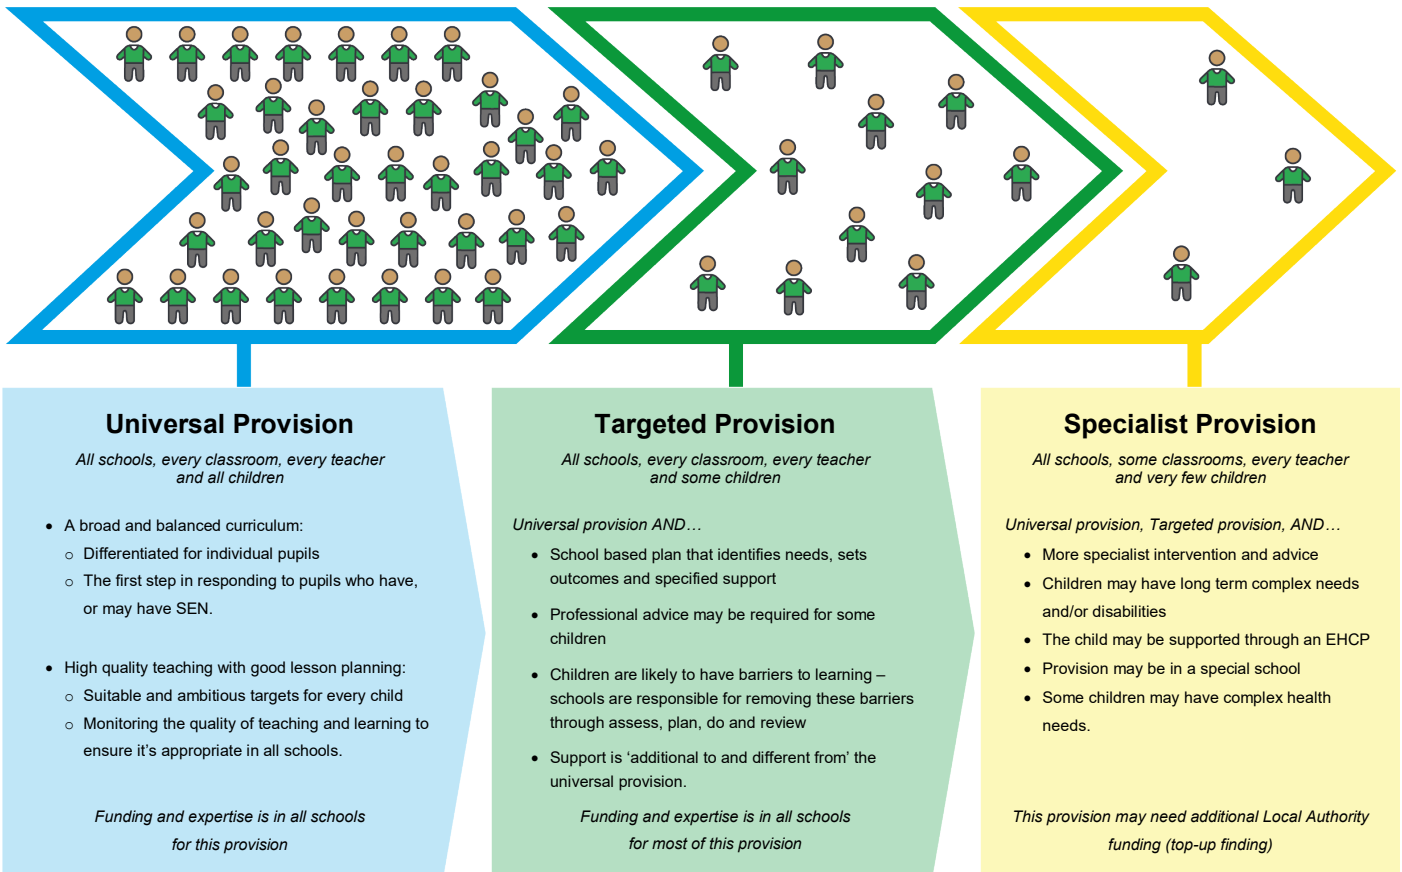 Universal Provision
All schools, every classroom, every teacher
and all children
• A broad and balanced curriculum:
o Differentiated for individual pupils
o The first step in responding to pupils who have,
or may have SEN.
• High quality teaching with good lesson planning:
o Suitable and ambitious targets for every child
o Monitoring the quality of teaching and learning to
ensure it’s appropriate in all schools.
Funding and expertise is in all schools
for this provision
Targeted Provision
All schools, every classroom, every teacher
and some children
Universal provision AND…
• School based plan that identifies needs, sets
outcomes and specified support
• Professional advice may be required for some
children
• Children are likely to have barriers to learning –
schools are responsible for removing these barriers
through assess, plan, do and review
• Support is ‘additional to and different from’ the
universal provision.
Funding and expertise is in all schools
for most of this provision
Specialist Provision
All schools, some classrooms, every teacher
and very few children
Universal provision, Targeted provision, AND…
• More specialist intervention and advice
• Children may have long term complex needs
and/or disabilities
• The child may be supported through an EHCP
• Provision may be in a special school
• Some children may have complex health
needs.
This provision may need additional Local Authority
funding (top-up finding)